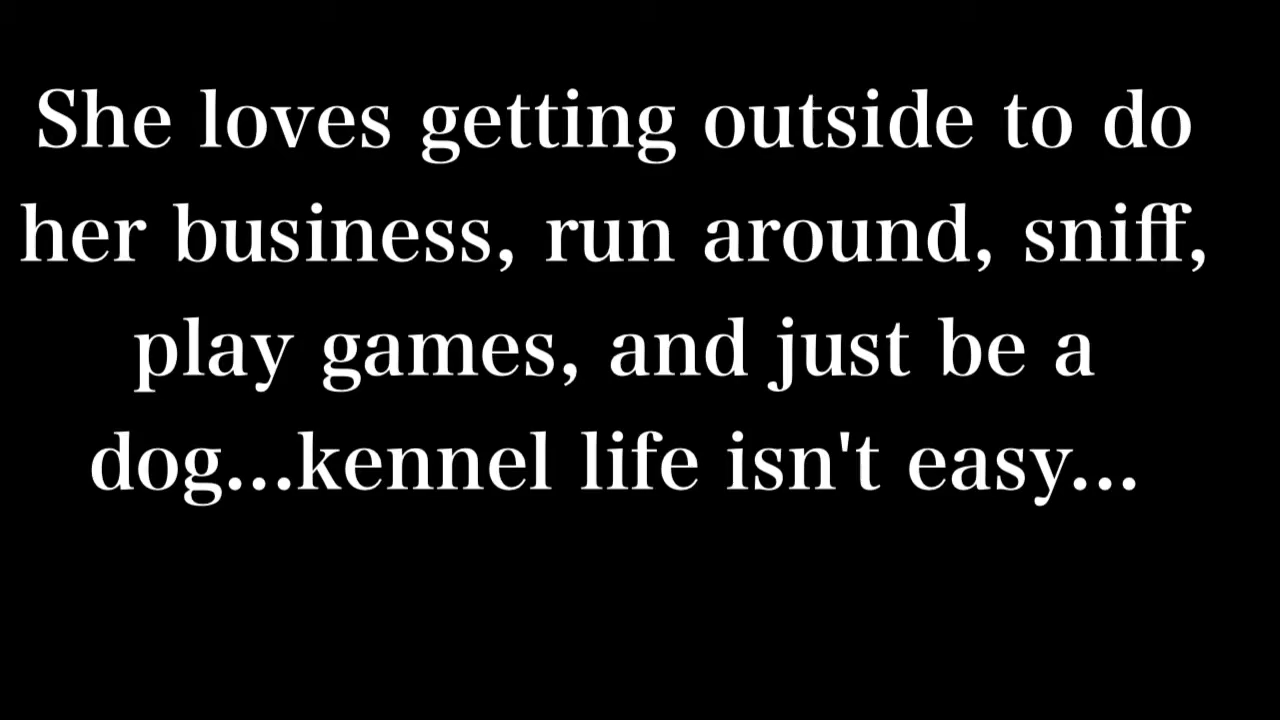 She loves getting outside to do
her business, run around, sniff,
play games, and just be a
dog...kennel life isn't easy...